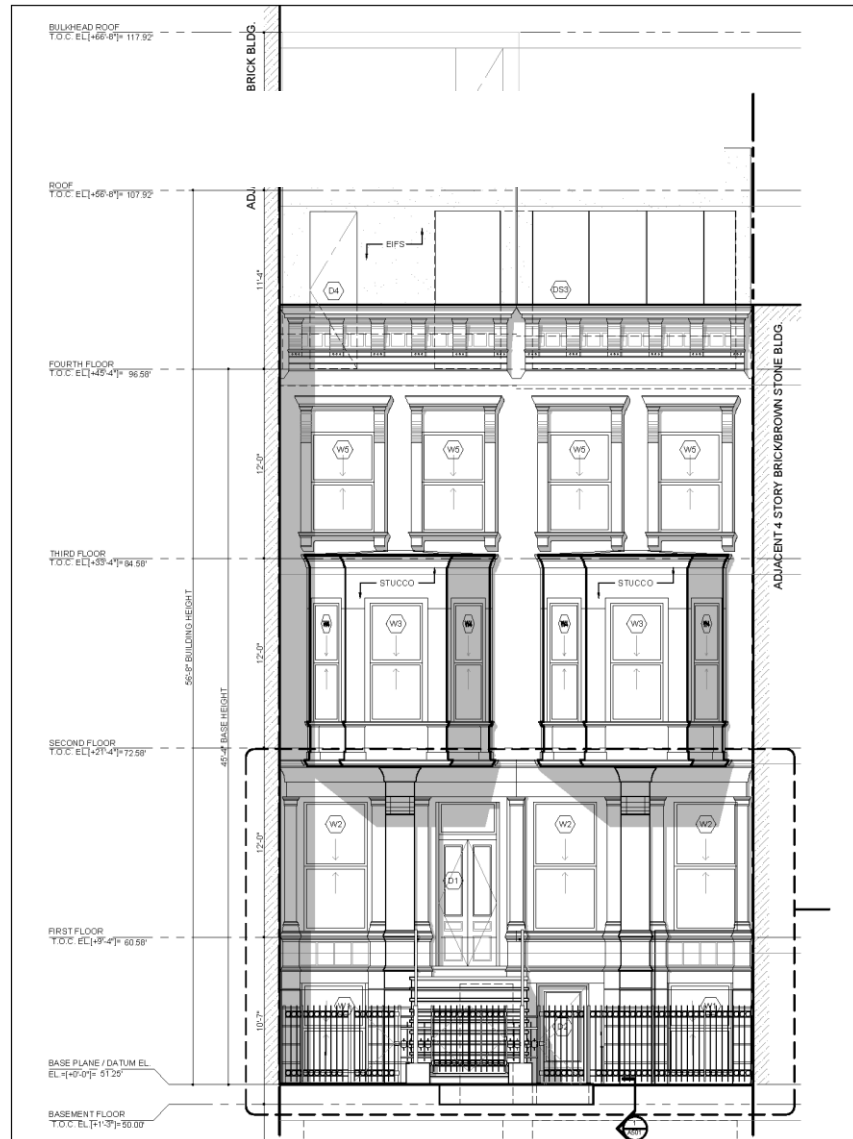 BULKHEAD ROOF
T.O.C. EL.[+66'-8"]= 117.92'
BRICK BLDG.
ROOF
T.O.C. EL.[+56'-8"]= 107.92'
ADJ.
EIFS
D4
DS3
11'-4"
FOURTH FLOOR
T.O.C. EL.[+45'-4"]= 96.58'
ADJACENT 4 STORY BRICK/BROWN STONE BLDG.
W5
W5
W5
W5
12'-0"
THIRD FLOOR
T.O.C. EL.[+33'-4"]= 84.58'
STUCCO
STUCCO
W3
W3
56'-8" BUILDING HEIGHT
12'-0"
45'-4" BASE HEIGHT
SECOND FLOOR
T.O.C. EL.[+21'-4"]= 72.58'
W2
W2
W2
12'-0"
D1
FIRST FLOOR
T.O.C. EL.[+9'-4"]= 60.58'
W1
W1
10'-7"
D2
BASE PLANE / DATUM EL.
EL =[+0'-0"]= 51.25'
BASEMENT FLOOR
T.O.C. EL.[+1'-3"]= 50.00'
1
A501